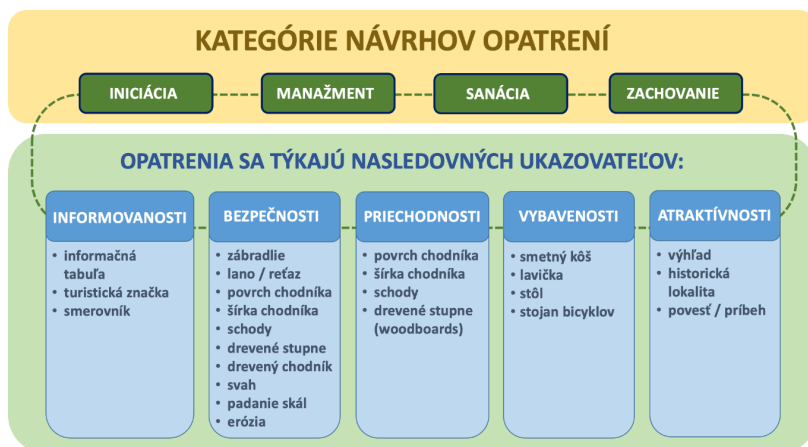 KATEGÓRIE NÁVRHOV OPATRENÍ
INICIÁCIA
MANAŽMENT
SANÁCIA
ZACHOVANIE
OPATRENIA SA TÝKAJÚ NASLEDOVNÝCH UKAZOVATEĽOV:
INFORMOVANOSTI
• informačná
tabuľa
• turistická značka
• smerovník
BEZPEČNOSTI
• zábradlie
• lano / reťaz
• povrch chodníka
• šírka chodníka
• schody
• drevené stupne
• drevený chodník
• svah
• padanie skál
• erózia
PRIECHODNOSTI
• povrch chodníka
• šírka chodníka
• schody
• drevené stupne
(woodboards)
VYBAVENOSTI
• smetný kôš
• lavička
• stôl
• stojan bicyklov
ATRAKTÍVNOSTI
• výhľad
• historická
lokalita
• povesť / príbeh